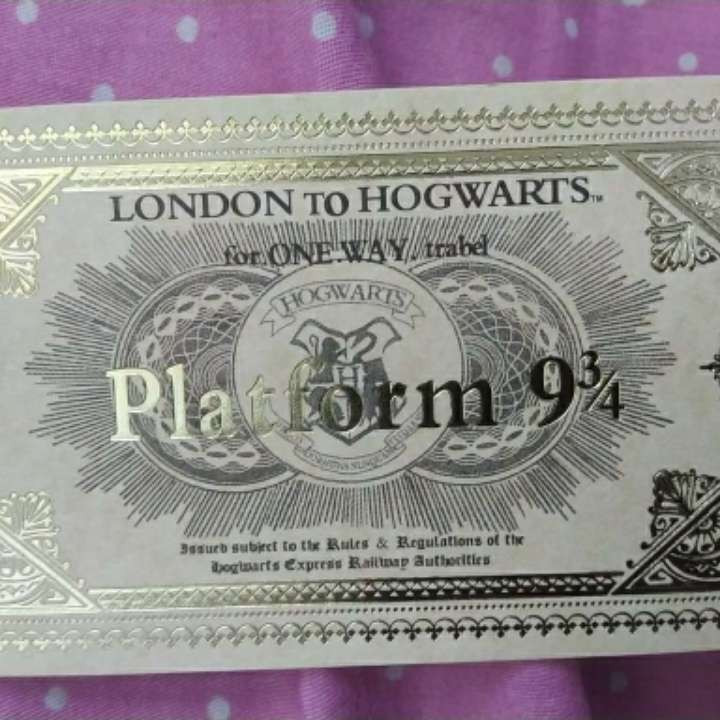 LONDON TO HOGWARTS™
for ONE WAY. trabel
HOGWARTS
H
Platform 9¾
Issued subject to the Rules & Regulations of the
Hogwarts Express Railway Authorities